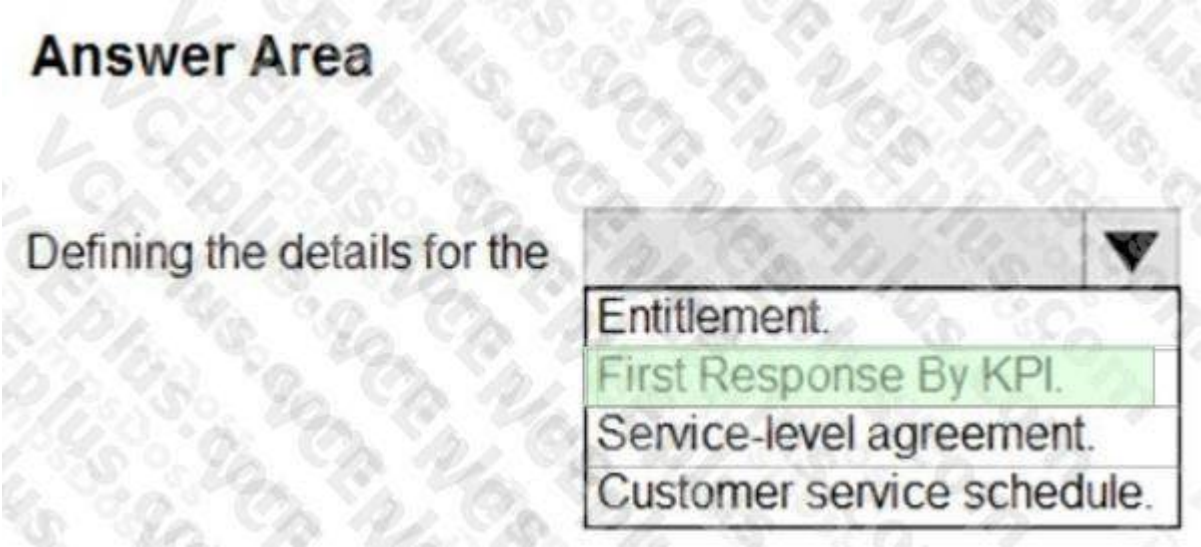 Answer Area
Defining the details for the
Entitlement.
First Response By KPI.
Service-level agreement.
Customer service schedule.